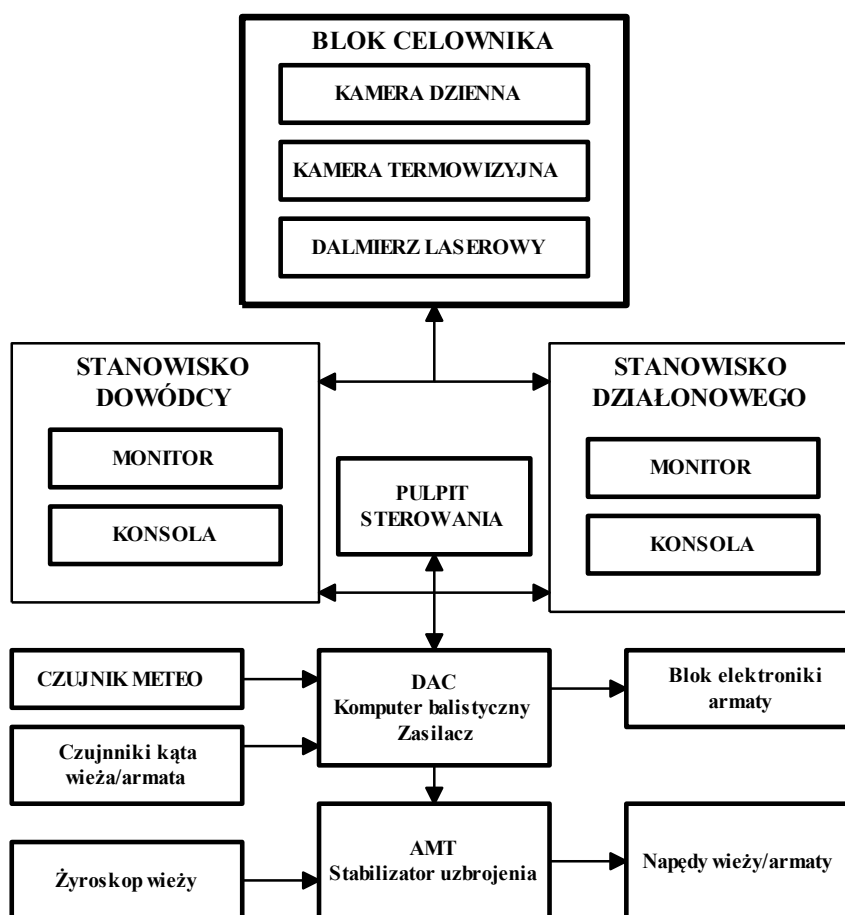 BLOK CELOWNIKA
KAMERA DZIENNA
KAMERA TERMOWIZYJNA
DALMIERZ LASEROWY
STANOWISKO
DOWÓDCY
MONITOR
KONSOLA
STANOWISKO
DZIAŁONOWEGO
MONITOR
KONSOLA
PULPIT
STEROWANIA
CZUJNIK METEO
DAC
Komputer balistyczny
Zasilacz
Blok elektroniki
armaty
Czujnniki kąta
wieża/armata
Żyroskop wieży
AMT
Stabilizator uzbrojenia
Napędy wieży/armaty